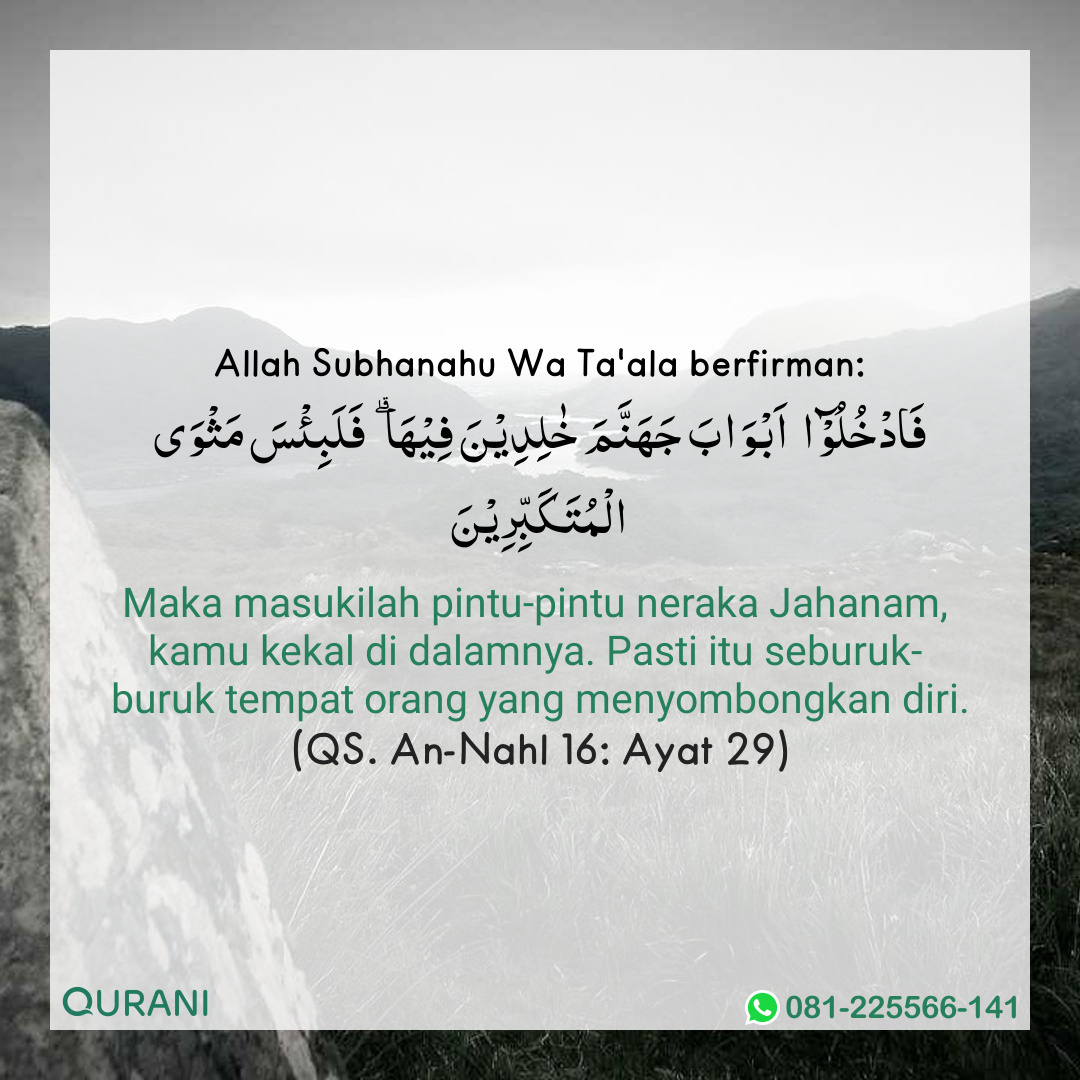 Allah Subhanahu Wa Ta'ala berfirman:
فَادْخُلُوْۤا اَبْوَابَ جَهَنَّمَ خٰلِدِيْنَ فِيْهَا ۗ فَلَبِئْسَ مَثْوَى
الْمُتَكَبِّرِيْنَ
Maka masukilah pintu-pintu neraka Jahanam,
kamu kekal di dalamnya. Pasti itu seburuk-
buruk tempat orang yang menyombongkan diri.
(QS. An-Nahl 16: Ayat 29)
QURANI
081-225566-141